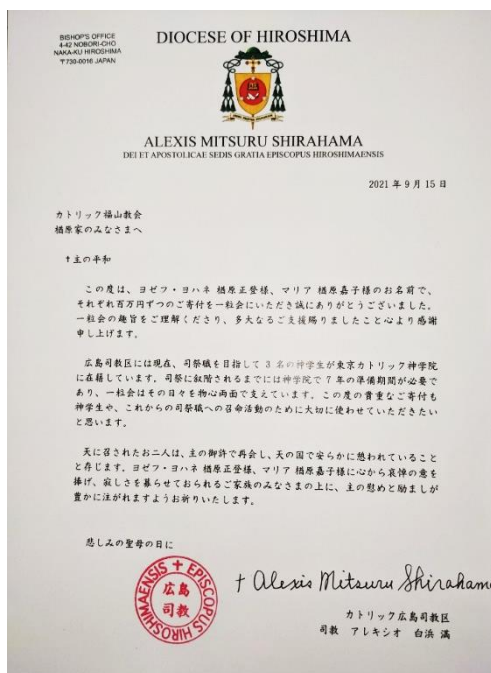 BISHOP'S OFFICE
4-42 NOBORI-CHO
NAKA-KU HIROSHIMA
〒730-0016 JAPAN
DIOCESE OF HIROSHIMA
ALEXIS MITSURU SHIRAHAMA
DEI ET APOSTOLICAE SEDIS GRATIA EPISCOPUS HIROSHIMAENSIS
2021 年 9 月 15 日
カトリック福山教会
楢原家のみなさまへ
†主の平和
この度は、ヨゼフ・ヨハネ 楢原正登様、マリア 楢原嘉子様のお名前で、
それぞれ百万円ずつのご寄付を一粒会にいただき誠にありがとうございました。
一粒会の趣旨をご理解くださり、多大なるご支援賜りましたこと心より感謝
申し上げます。
広島司教区には現在、司祭職を目指して 3 名の神学生が東京カトリック神学院
に在籍しています。司祭に叙階されるまでには神学院で 7 年の準備期間が必要で
あり、一粒会はその日々を物心両面で支えています。この度の貴重なご寄付も
神学生や、これからの司祭職への召命活動のために大切に使わせていただきたい
と思います。
天に召されたお二人は、主の御許で再会し、天の国で安らかに憩われていること
と存じます。ヨゼフ・ヨハネ 楢原正登様、マリア 楢原嘉子様に心から哀悼の意を
捧げ、寂しさを募らせておられるご家族のみなさまの上に、主の慰めと励ましが
豊かに注がれますようお祈りいたします。
悲しみの聖母の日に
EPISCOPUS HIROSHIMAENSIS
広島
司教
† Alexis Mitsuru Shirahama
カトリック広島司教区
司教 アレキシオ 白浜 満